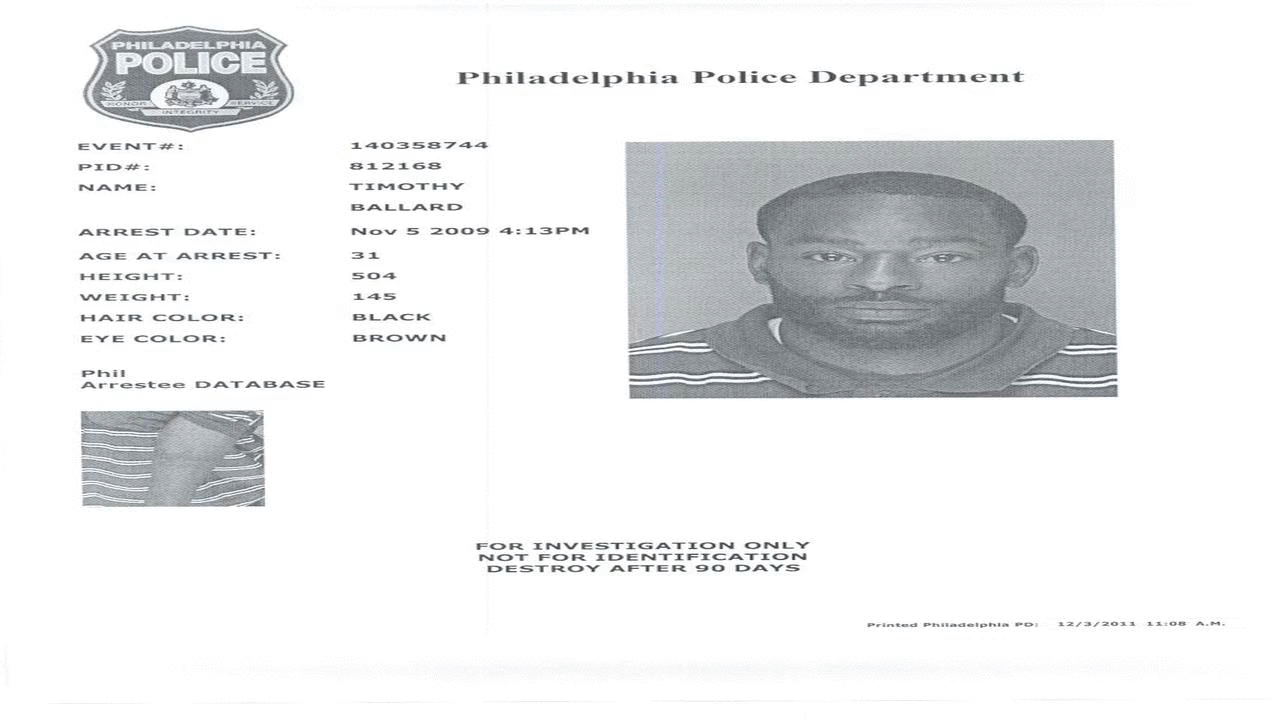 PHILADELPHIA
POLICE
HONOR SERVICE
INTEGRITY
Philadelphia Police Department
EVENT#: 140358744
PID#: 812168
NAME: TIMOTHY
BALLARD
ARREST DATE: Nov 5 2009 4:13PM
AGE AT ARREST: 31
HEIGHT: 504
WEIGHT: 145
HAIR COLOR: BLACK
EYE COLOR: BROWN
Phil
Arrestee DATABASE
FOR INVESTIGATION ONLY
NOT FOR IDENTIFICATION
DESTROY AFTER 90 DAYS
Printed Philadelphia PD: 12/3/2011 11:08 A.M.